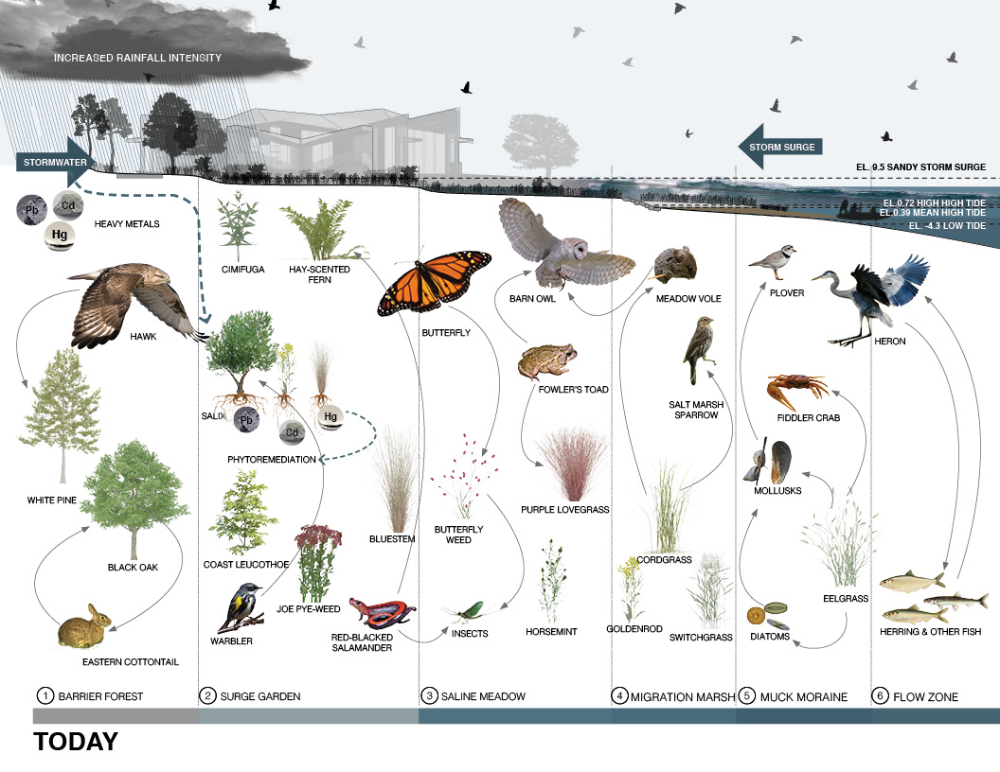 INCREASED RAINFALL INTENSITY
STORMWATER
STORM SURGE
EL. 9.5 SANDY STORM SURGE
EL 0.72 HIGH HIGH TIDE
EL 0.39 MEAN HIGH TIDE
EL. -4.3 LOW TIDE
Pb
Cd
Hg
HEAVY METALS
CIMIFUGA
HAY-SCENTED
FERN
HAWK
BUTTERFLY
BARN OWL
MEADOW VOLE
PLOVER
HERON
FOWLER'S TOAD
SALT MARSH
SPARROW
FIDDLER CRAB
SALIX
Pb
Cd
Hg
PHYTOREMEDIATION
WHITE PINE
BLACK OAK
COAST LEUCOTHOE
BLUESTEM
BUTTERFLY
WEED
PURPLE LOVEGRASS
MOLLUSKS
CORDGRASS
EELGRASS
JOE PYE-WEED
WARBLER
RED-BLACKED
SALAMANDER
INSECTS
HORSEMINT
GOLDENROD
SWITCHGRASS
DIATOMS
HERRING & OTHER FISH
EASTERN COTTONTAIL
1 BARRIER FOREST
2 SURGE GARDEN
3 SALINE MEADOW
4 MIGRATION MARSH
5 MUCK MORAINE
6 FLOW ZONE
TODAY